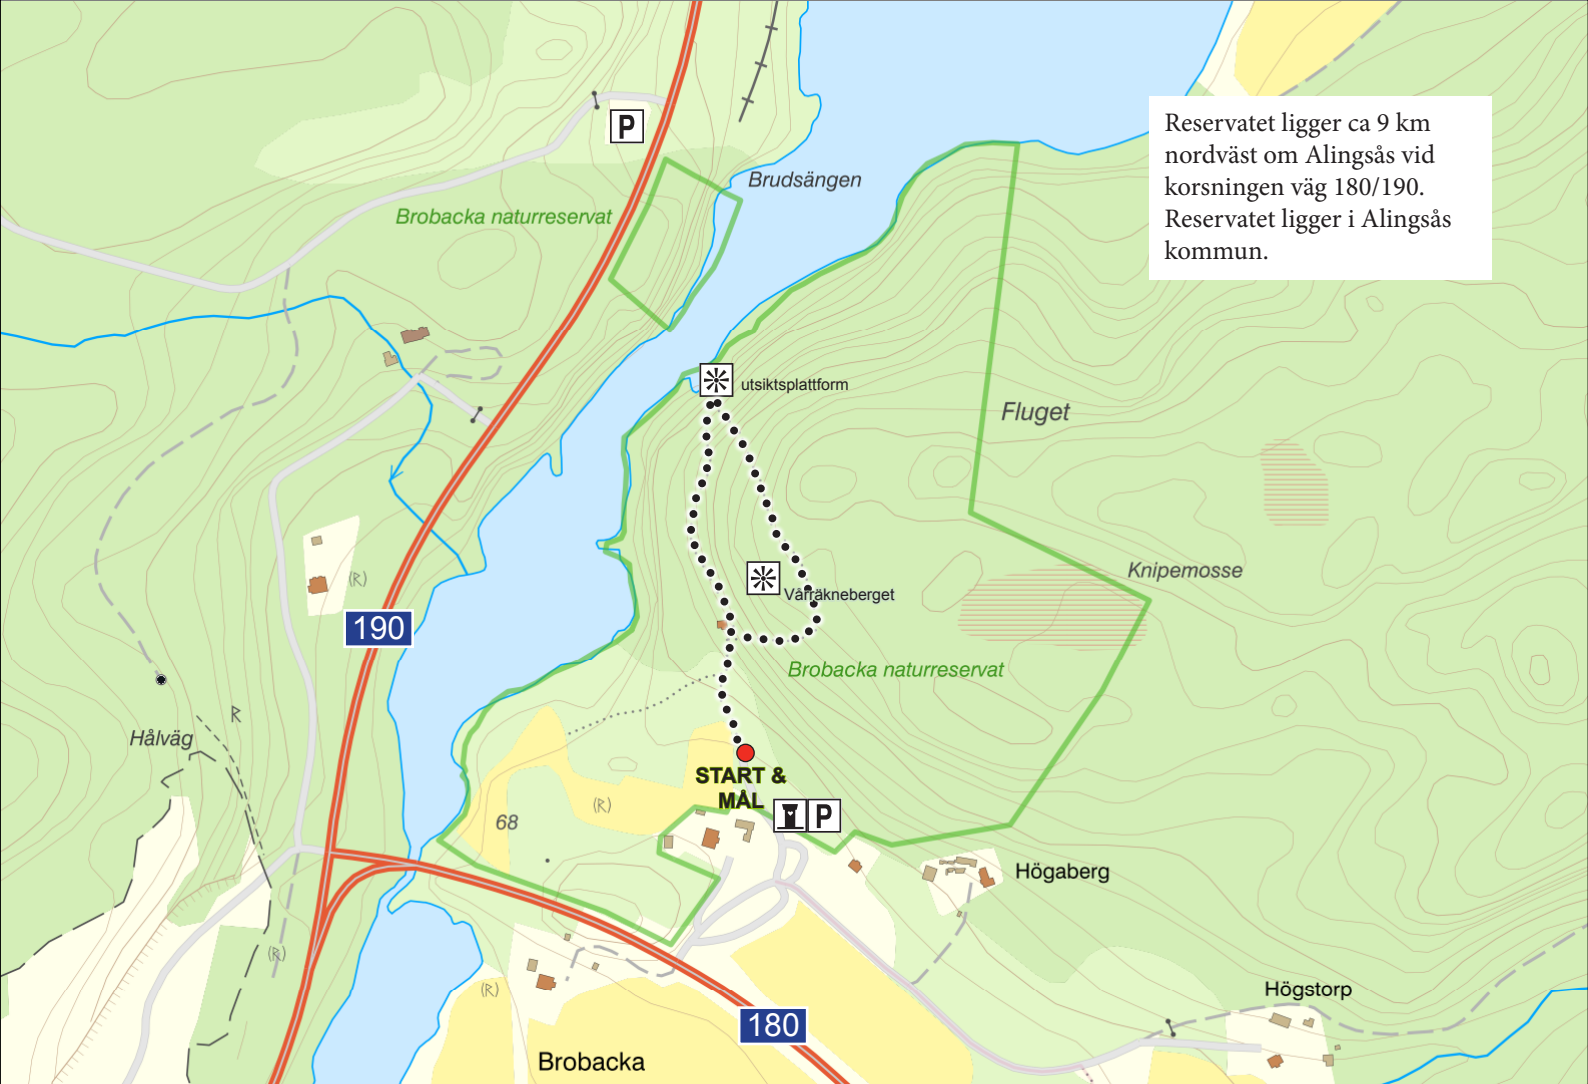 P
Reservatet ligger ca 9 km
nordväst om Alingsås vid
korsningen väg 180/190.
Reservatet ligger i Alingsås
kommun.
Brudsängen
Brobacka naturreservat
utsiktsplattform
Fluget
Knipemosse
(R)
Vårräkneberget
190
Brobacka naturreservat
R
Hålväg
START &
MÅL
(R)
P
68
Högaberg
(R)
(R)
Högstorp
180
Brobacka